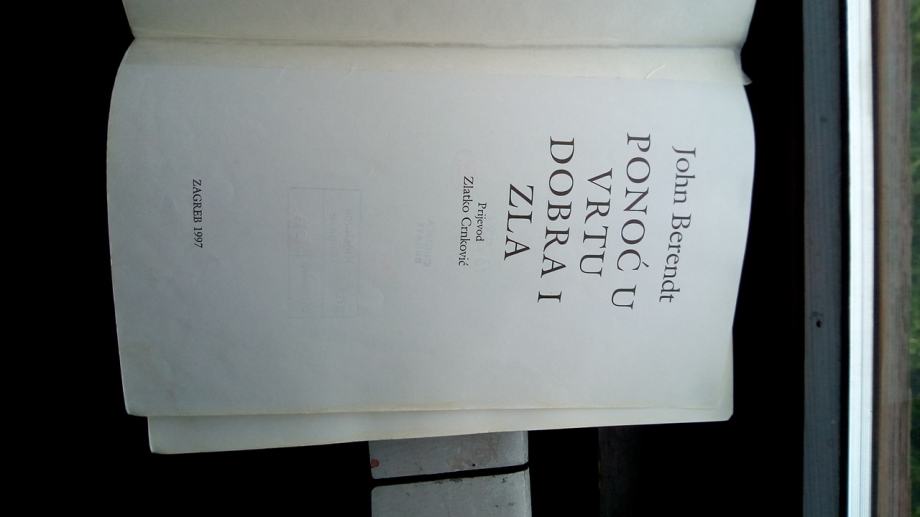 John Berendt
PONOĆ U
VRTU
DOBRA I
ZLA
Prijevod
Zlatko Crnković
ZAGREB 1997